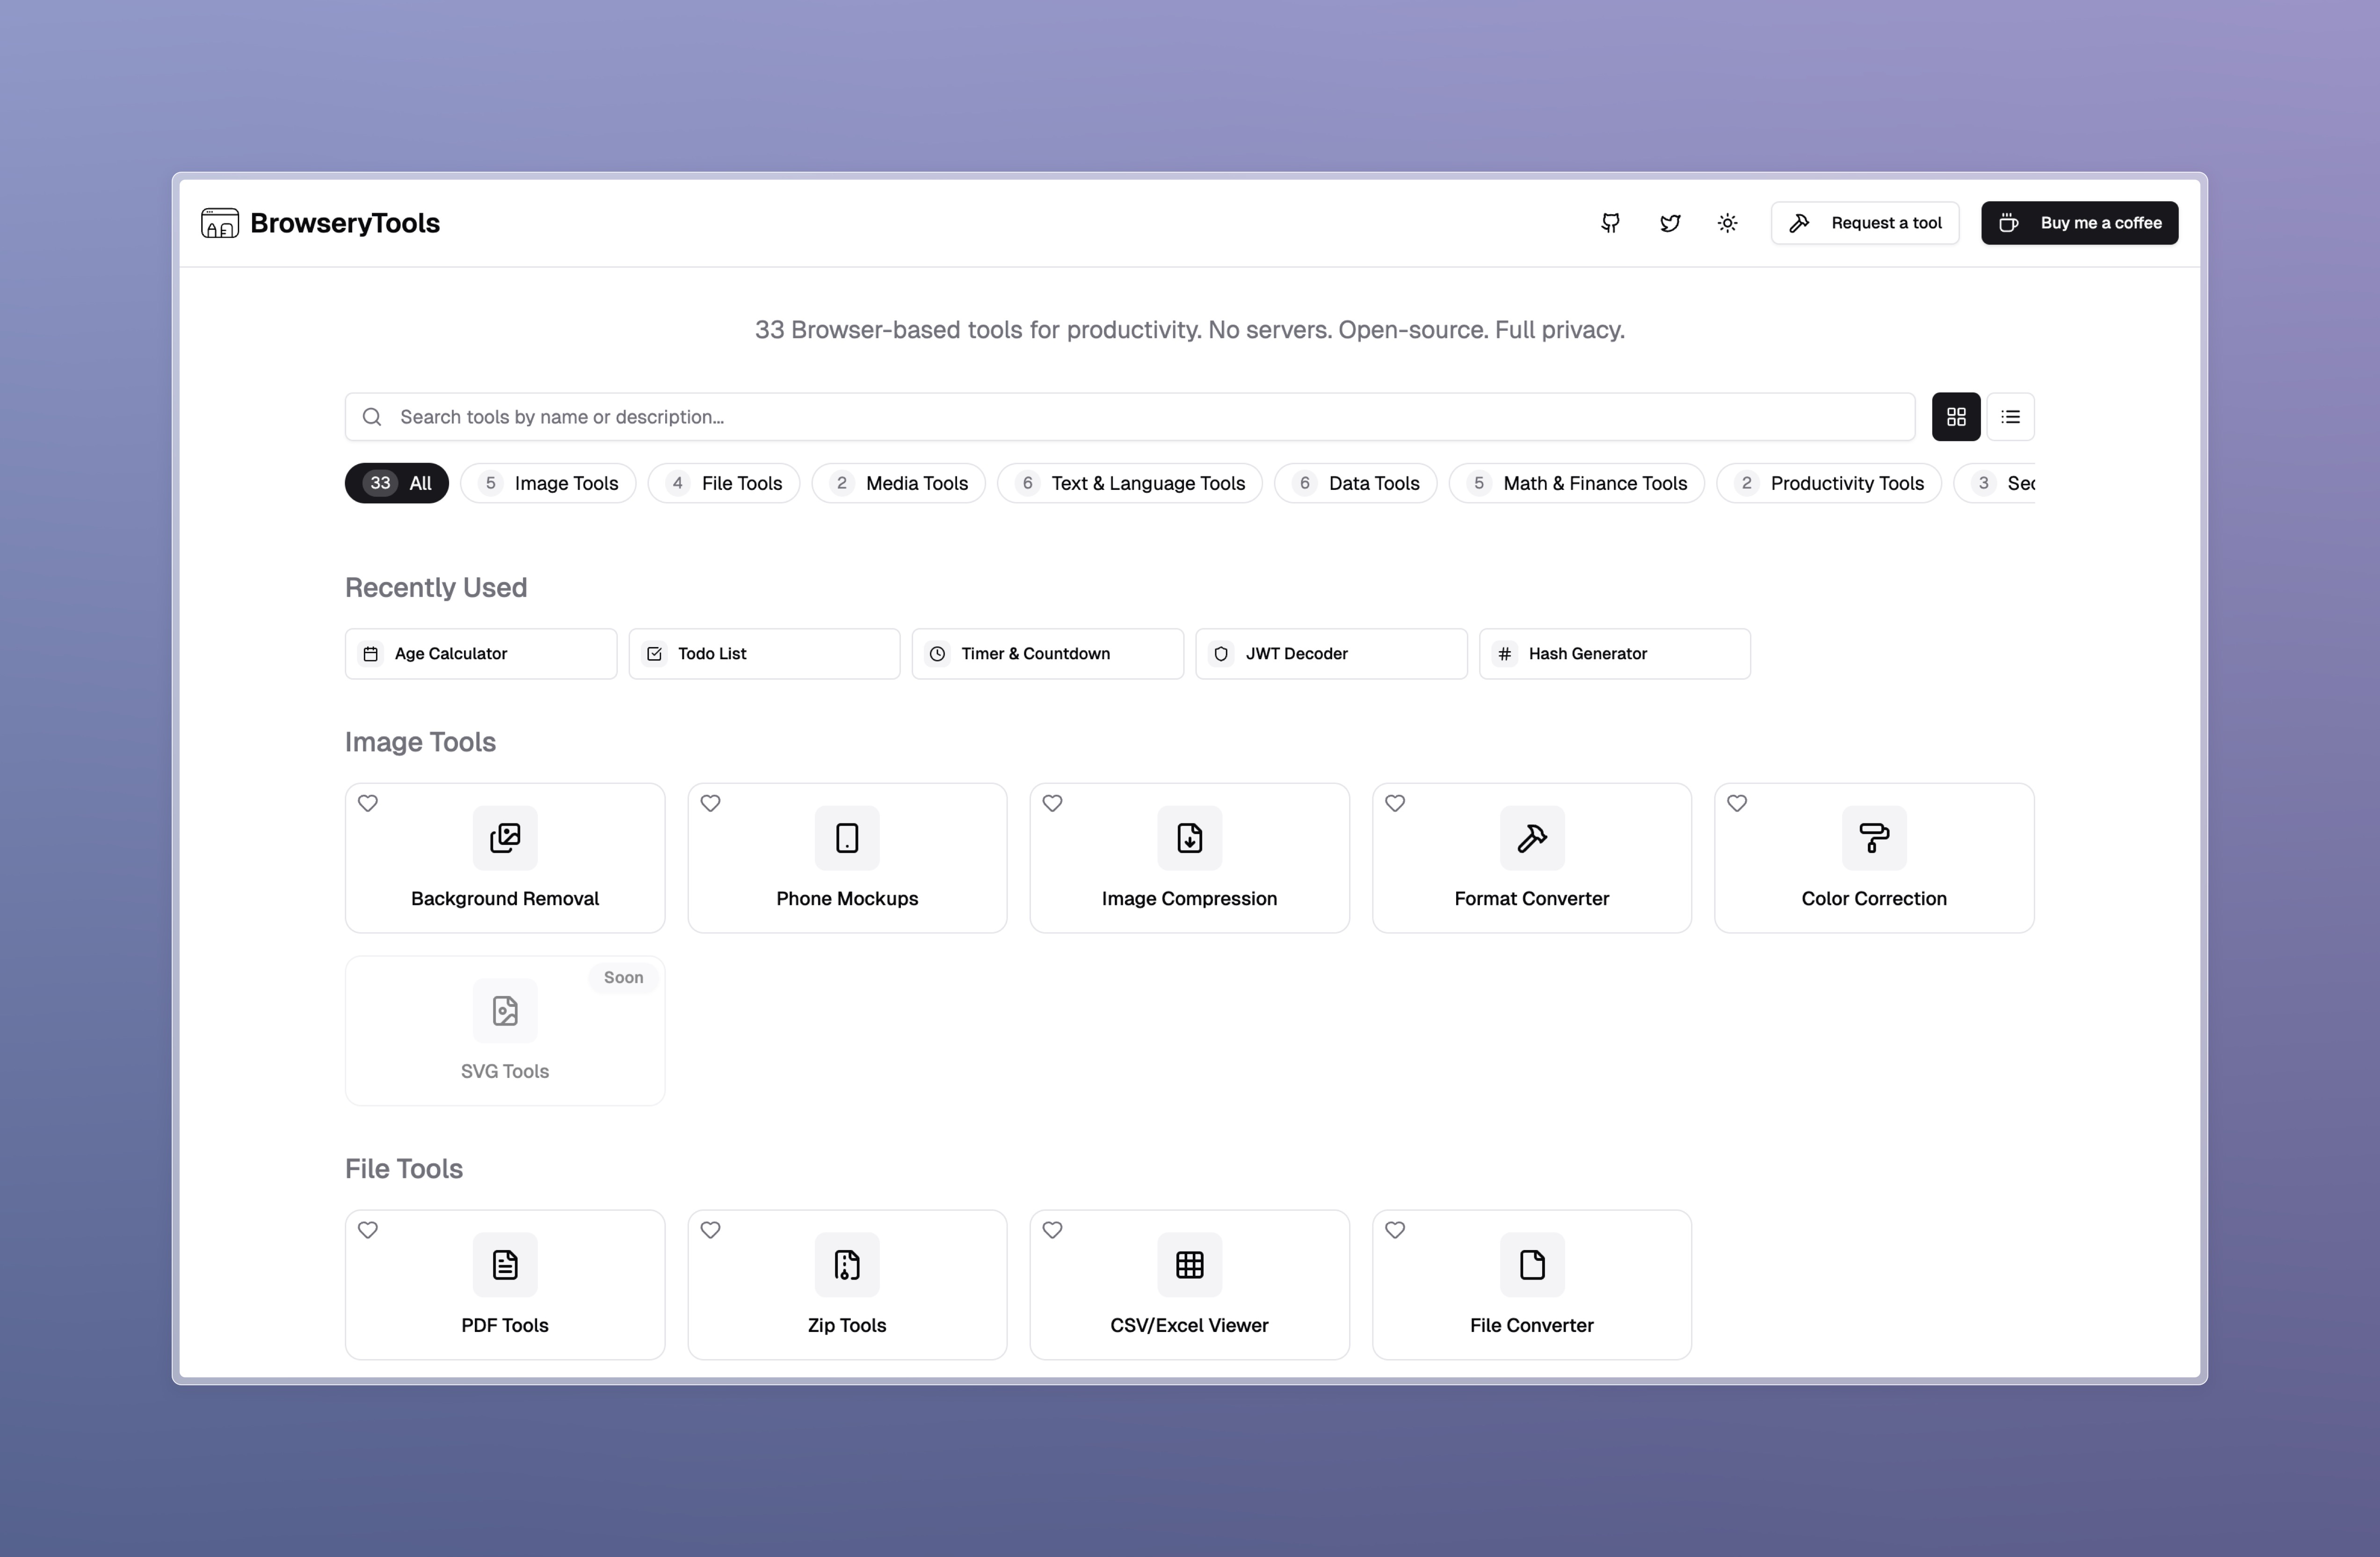 BrowseryTools
Request a tool
Buy me a coffee
33 Browser-based tools for productivity. No servers. Open-source. Full privacy.
Search tools by name or description...
33 All 5 Image Tools 4 File Tools 2 Media Tools 6 Text & Language Tools 6 Data Tools 5 Math & Finance Tools 2 Productivity Tools 3
Recently Used
Age Calculator Todo List Timer & Countdown JWT Decoder Hash Generator
Image Tools
Background Removal Phone Mockups Image Compression Format Converter Color Correction
Soon
SVG Tools
File Tools
PDF Tools Zip Tools CSV/Excel Viewer File Converter